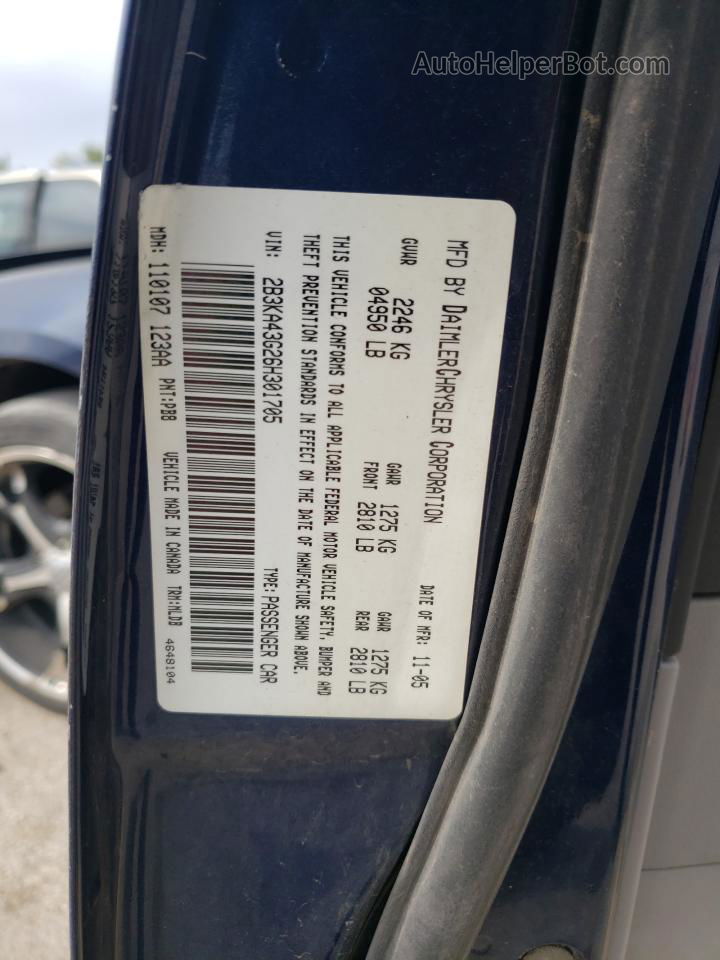 AutoHelperBot.com
MFD BY DAIMLERCHRYSLER CORPORATION
DATE OF MFR: 11-05
GVWR 2246 KG
04950 LB
GAWR FRONT 1275 KG
2810 LB
GAWR REAR 1275 KG
2810 LB
THIS VEHICLE CONFORMS TO ALL APPLICABLE FEDERAL MOTOR VEHICLE SAFETY, BUMPER AND
THEFT PREVENTION STANDARDS IN EFFECT ON THE DATE OF MANUFACTURE SHOWN ABOVE.
VIN: 2B3KA43G26H301705
TYPE: PASSENGER CAR
MDH: 110107 123AA PNT:PB8 VEHICLE MADE IN CANADA TRM:MLDB 4648104